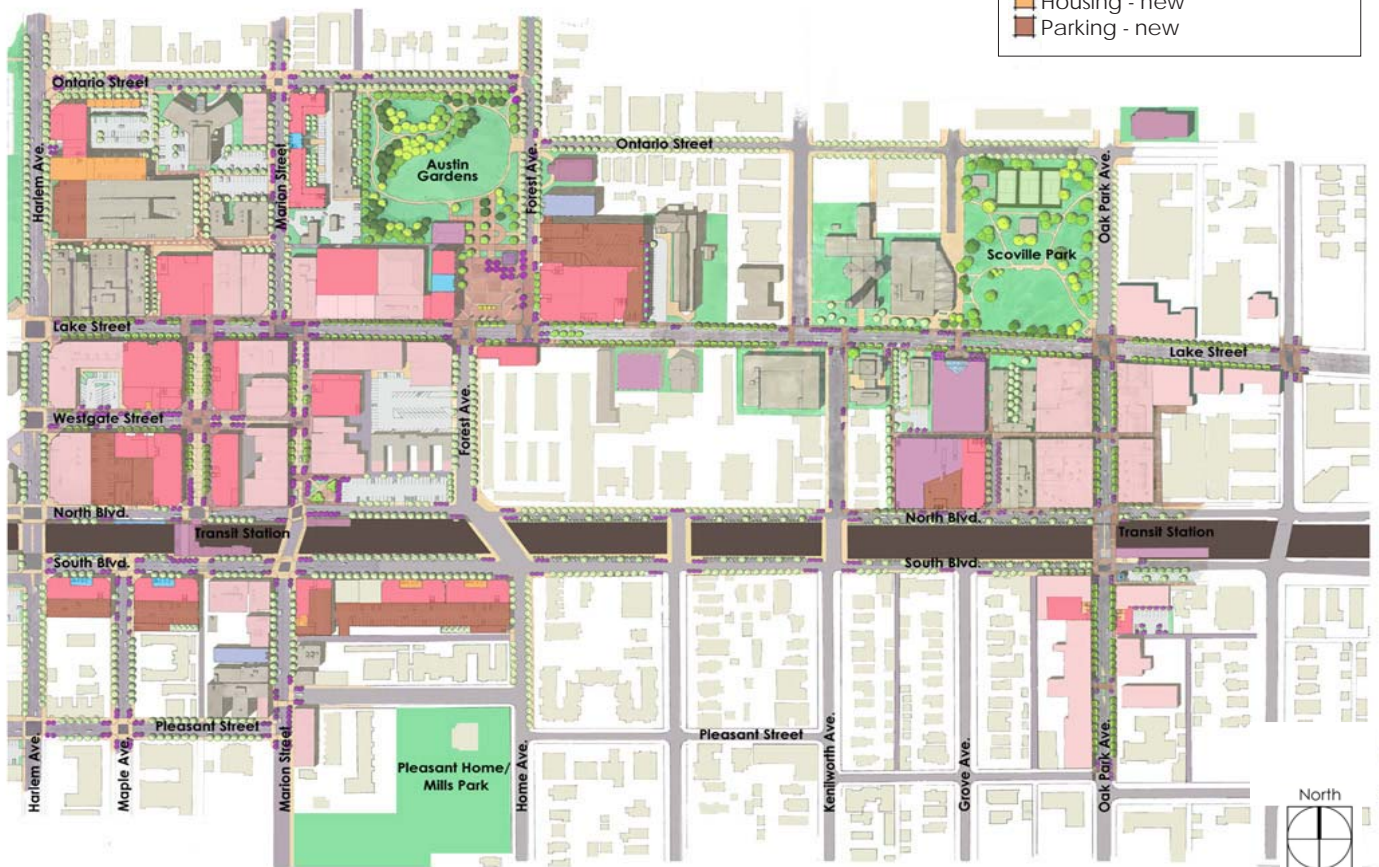 Housing - new
Parking - new
Ontario Street
Harlem Ave.
Marion Street
Austin
Gardens
Forest Ave.
Ontario Street
Scoville Park
Oak Park Ave.
Lake Street
Lake Street
Westgate Street
Forest Ave.
North Blvd.
Transit Station
North Blvd.
Transit Station
South Blvd.
South Blvd.
Pleasant Street
Pleasant Street
Harlem Ave.
Maple Ave.
Marion Street
Pleasant Home/
Mills Park
Home Ave.
Kenilworth Ave.
Grove Ave.
Oak Park Ave.
North